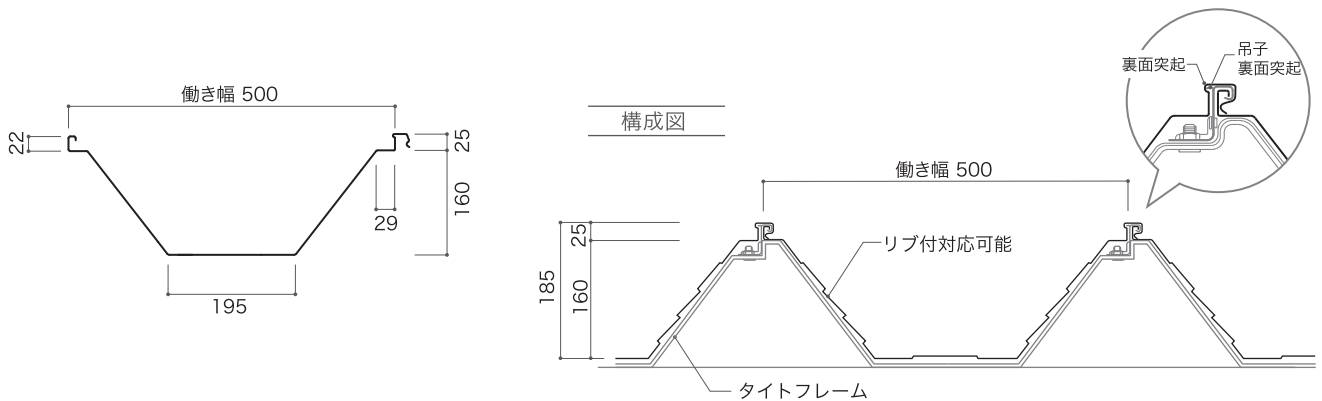 働き幅 500
22
25
160
29
195
構成図
働き幅 500
裏面突起
吊子
裏面突起
25
185
160
リブ付対応可能
タイトフレーム